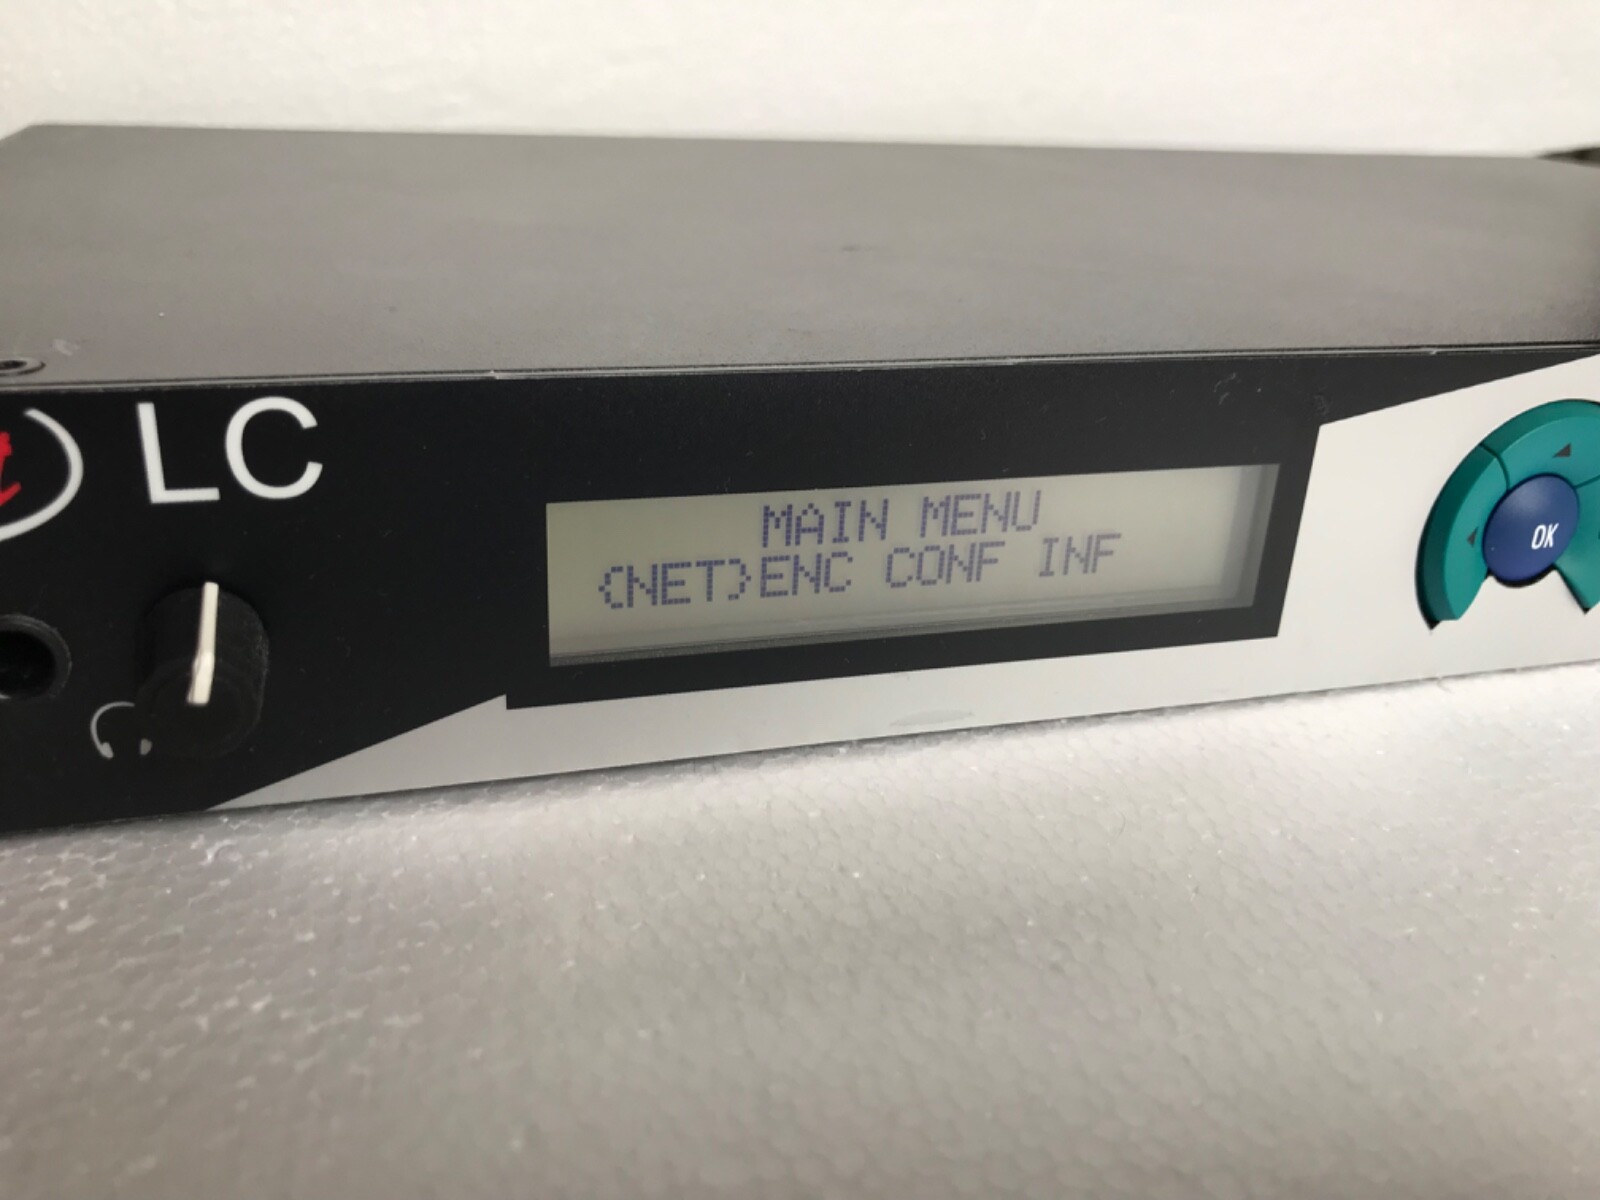 LC
MAIN MENU
<NET>ENC CONF INF
OK